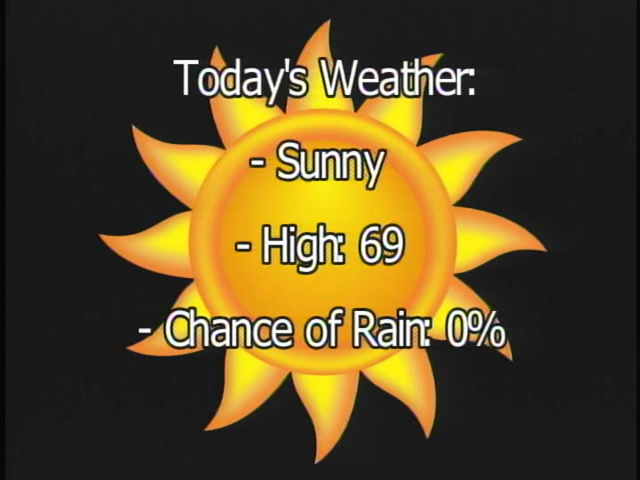 Today's Weather:
- Sunny
- High: 69
- Chance of Rain: 0%